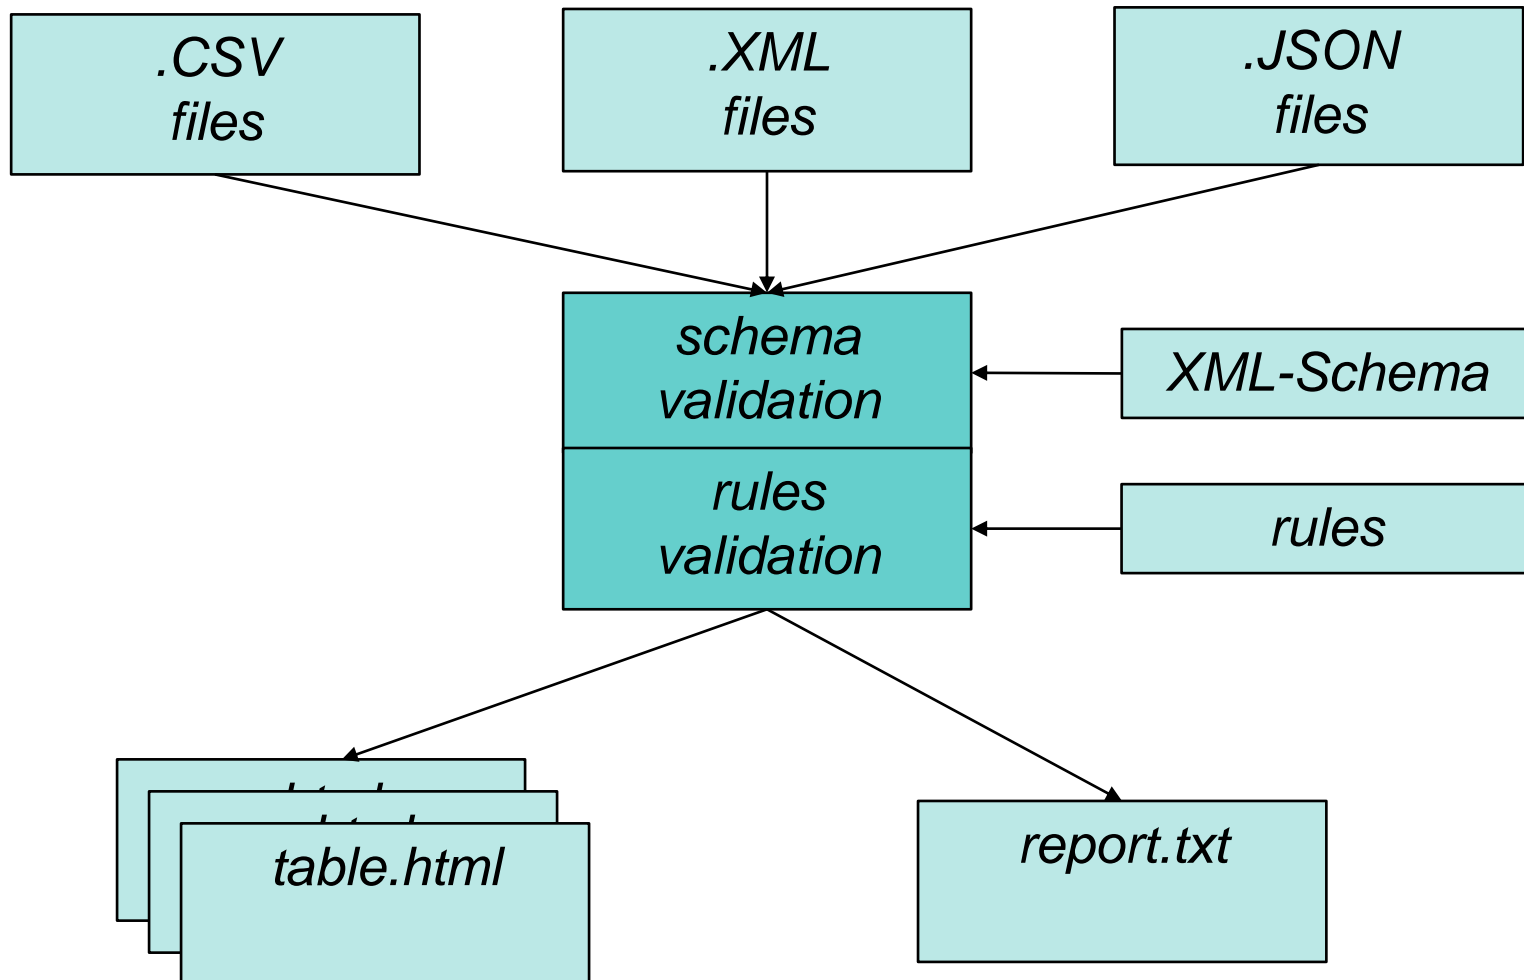 .CSV
files
.XML
files
.JSON
files
schema
validation
XML-Schema
rules
validation
rules
table.html
report.txt